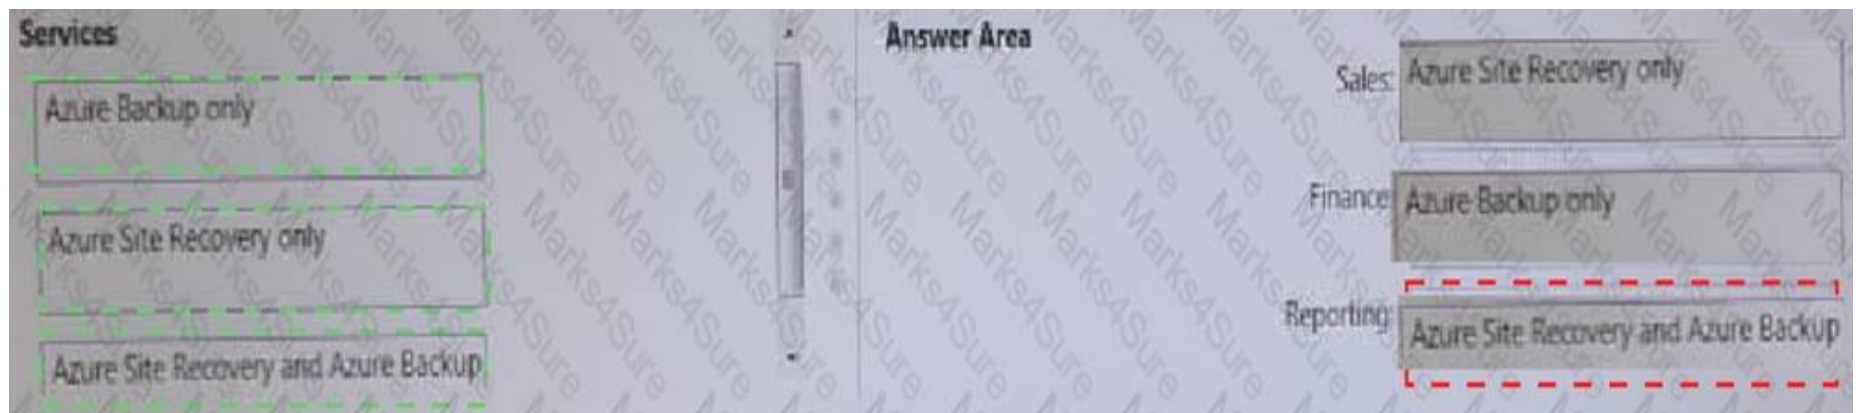 Services
Azure Backup only
Azure Site Recovery only
Azure Site Recovery and Azure Backup
Answer Area
Sales: Azure Site Recovery only
Finance: Azure Backup only
Reporting: Azure Site Recovery and Azure Backup
Marks4Sure